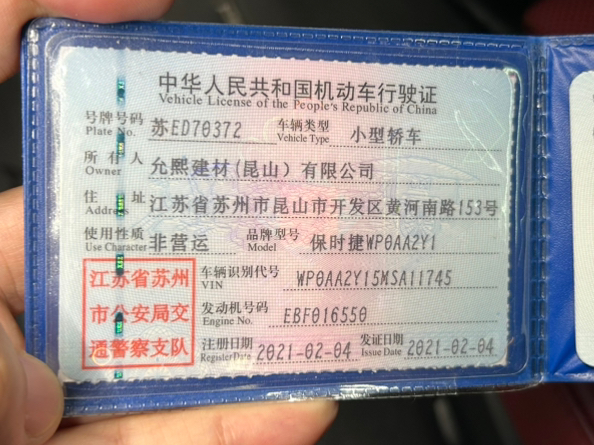 中华人民共和国机动车行驶证
Vehicle License of the People's Republic of China
号牌号码 苏ED70372 车辆类型 小型轿车
Plate No. Vehicle Type
所有人 允熙建材(昆山)有限公司
Owner
住址 江苏省苏州市昆山市开发区黄河南路153号
Address
使用性质 非营运 品牌型号 保时捷WP0AA2Y1
Use Character Model
江苏省苏州 车辆识别代号 WP0AA2Y15MSA11745
VIN
市公安局交 发动机号码 EBF016550
Engine No.
通警察支队 注册日期 2021-02-04 发证日期 2021-02-04
Register Date Issue Date